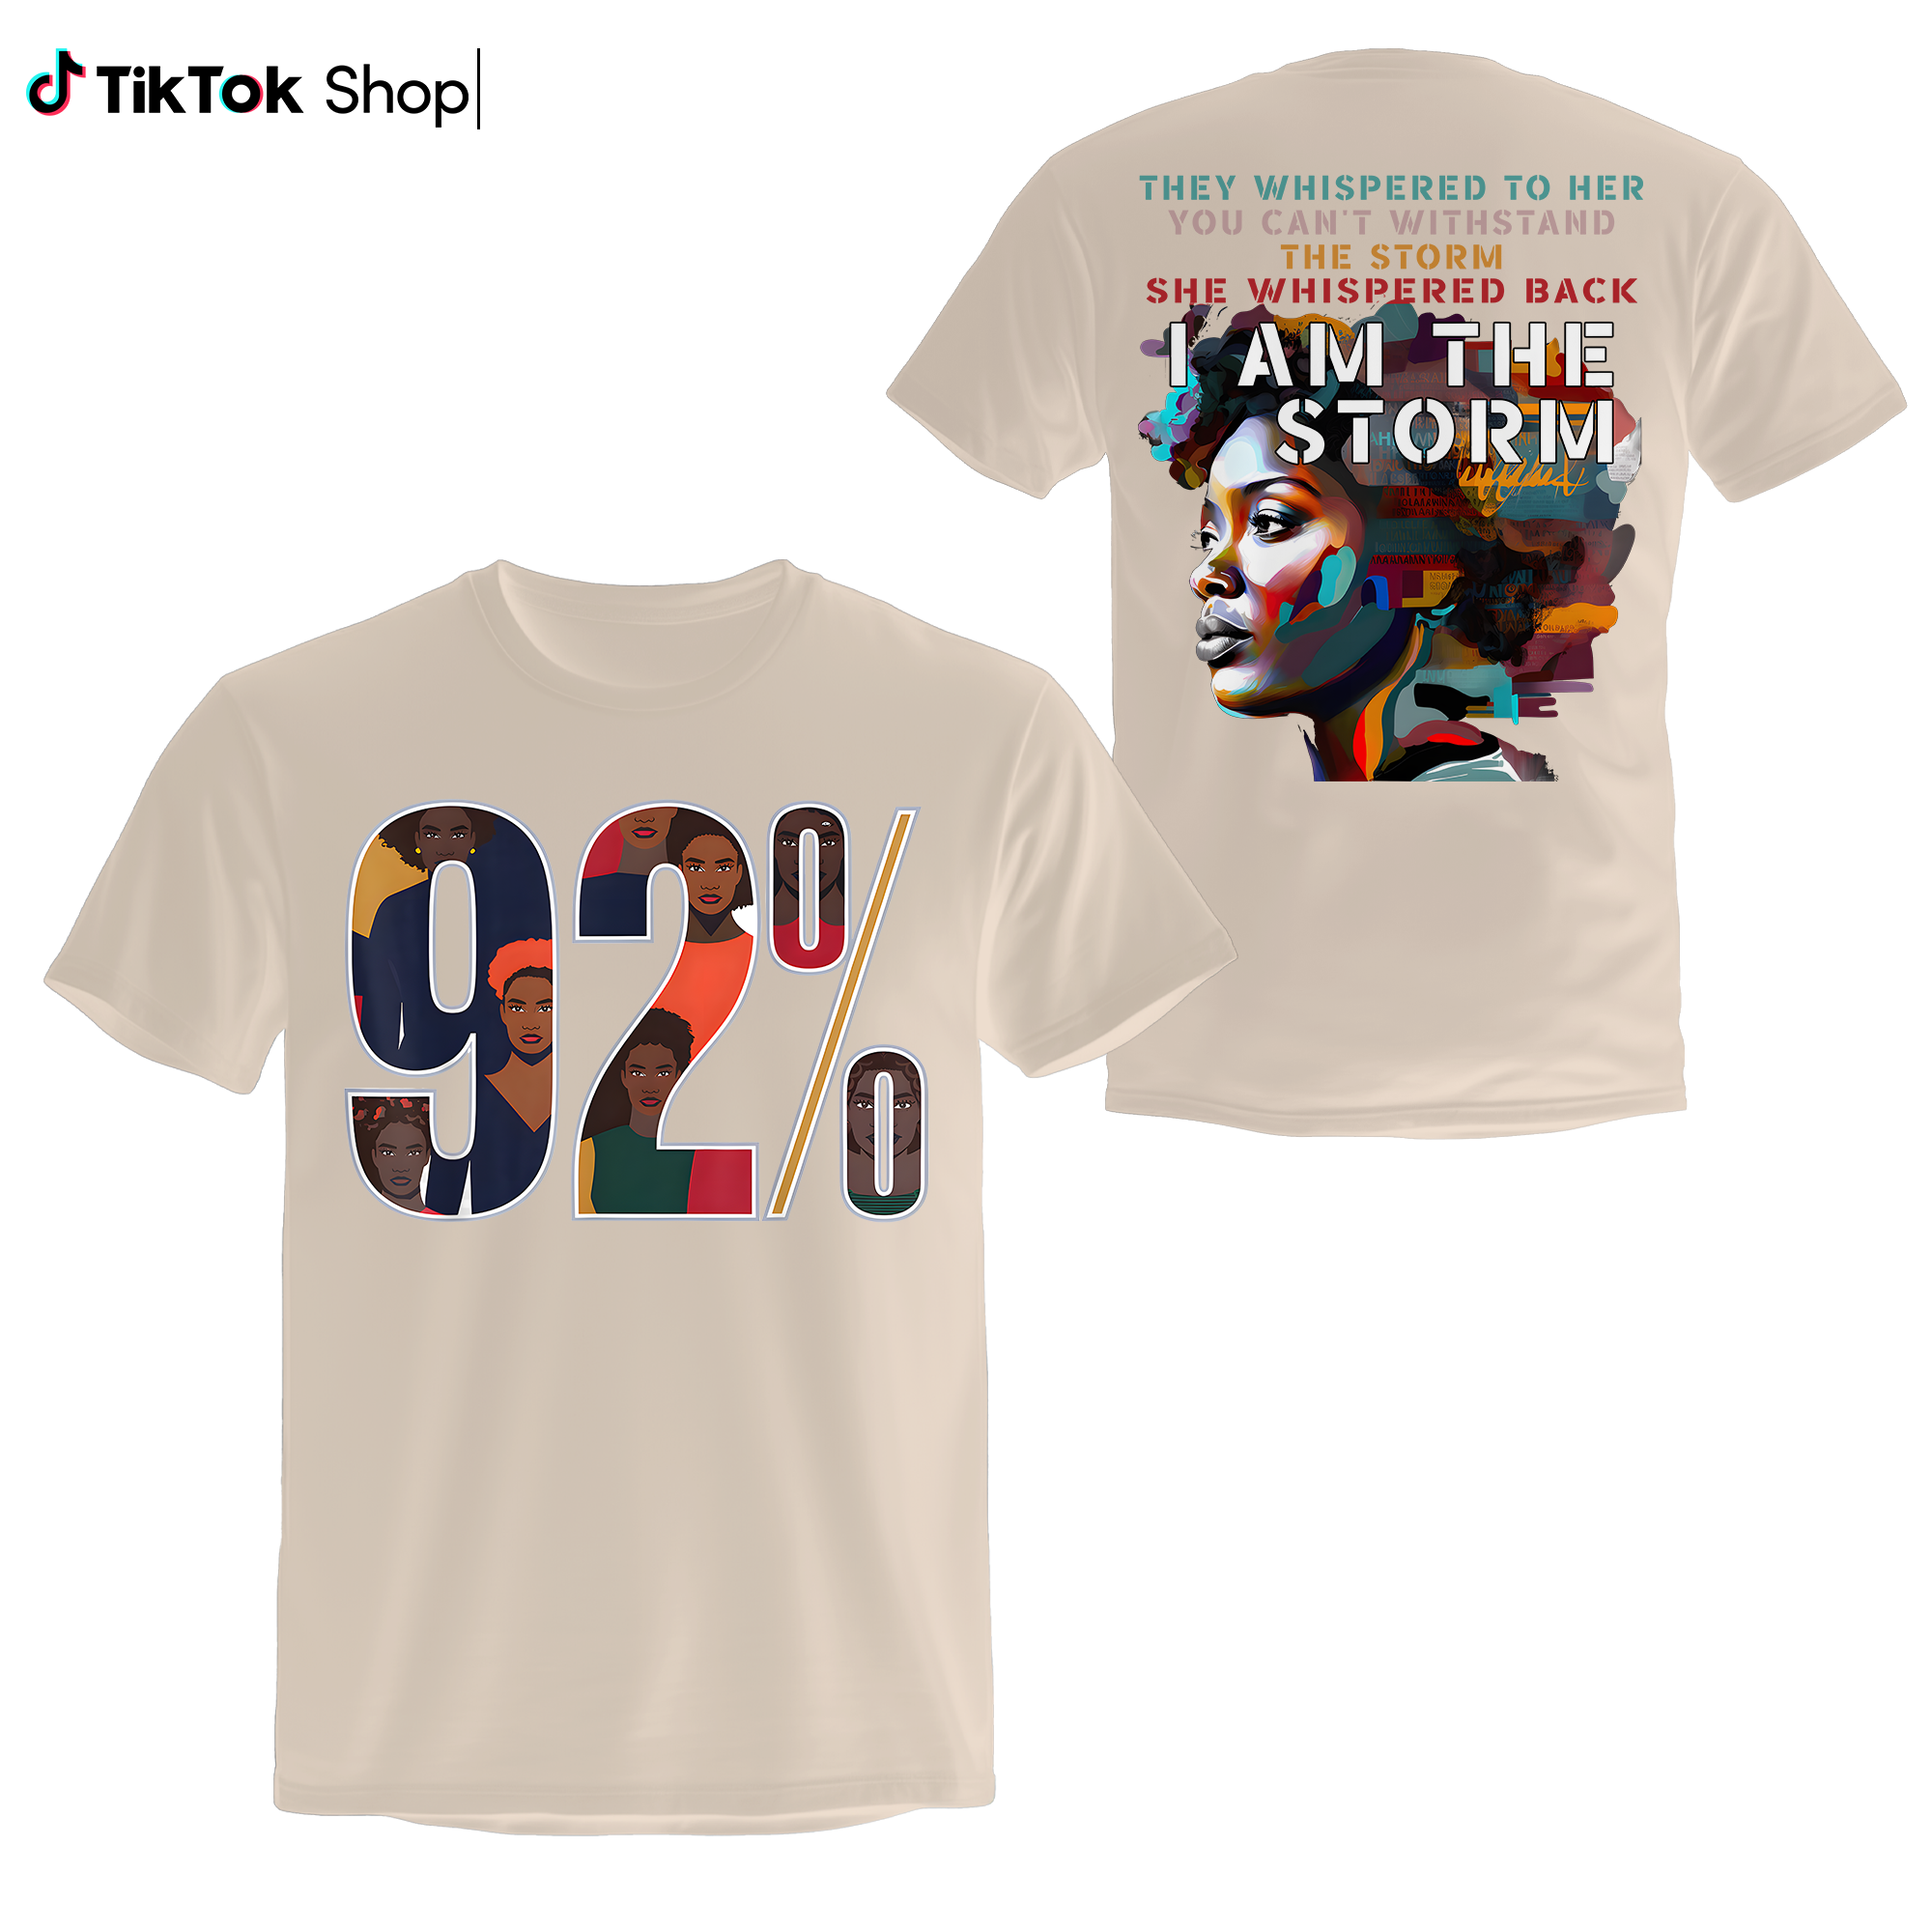 TikTok Shop
THEY WHISPERED TO HER
YOU CAN'T WITHSTAND
THE STORM
SHE WHISPERED BACK
I AM THE
STORM
92%